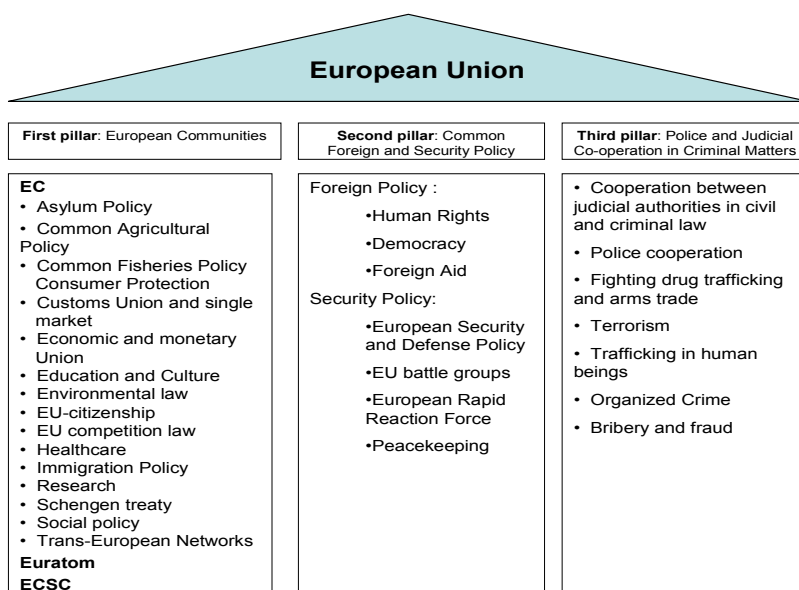 European Union
First pillar: European Communities
Second pillar: Common
Foreign and Security Policy
Third pillar: Police and Judicial
Co-operation in Criminal Matters
EC
• Asylum Policy
• Common Agricultural
Policy
• Common Fisheries Policy
Consumer Protection
• Customs Union and single
market
• Economic and monetary
Union
• Education and Culture
• Environmental law
• EU-citizenship
• EU competition law
• Healthcare
• Immigration Policy
• Research
• Schengen treaty
• Social policy
• Trans-European Networks
Euratom
ECSC
Foreign Policy :
•Human Rights
•Democracy
•Foreign Aid
Security Policy:
•European Security
and Defense Policy
•EU battle groups
•European Rapid
Reaction Force
•Peacekeeping
• Cooperation between
judicial authorities in civil
and criminal law
• Police cooperation
• Fighting drug trafficking
and arms trade
• Terrorism
• Trafficking in human
beings
• Organized Crime
• Bribery and fraud